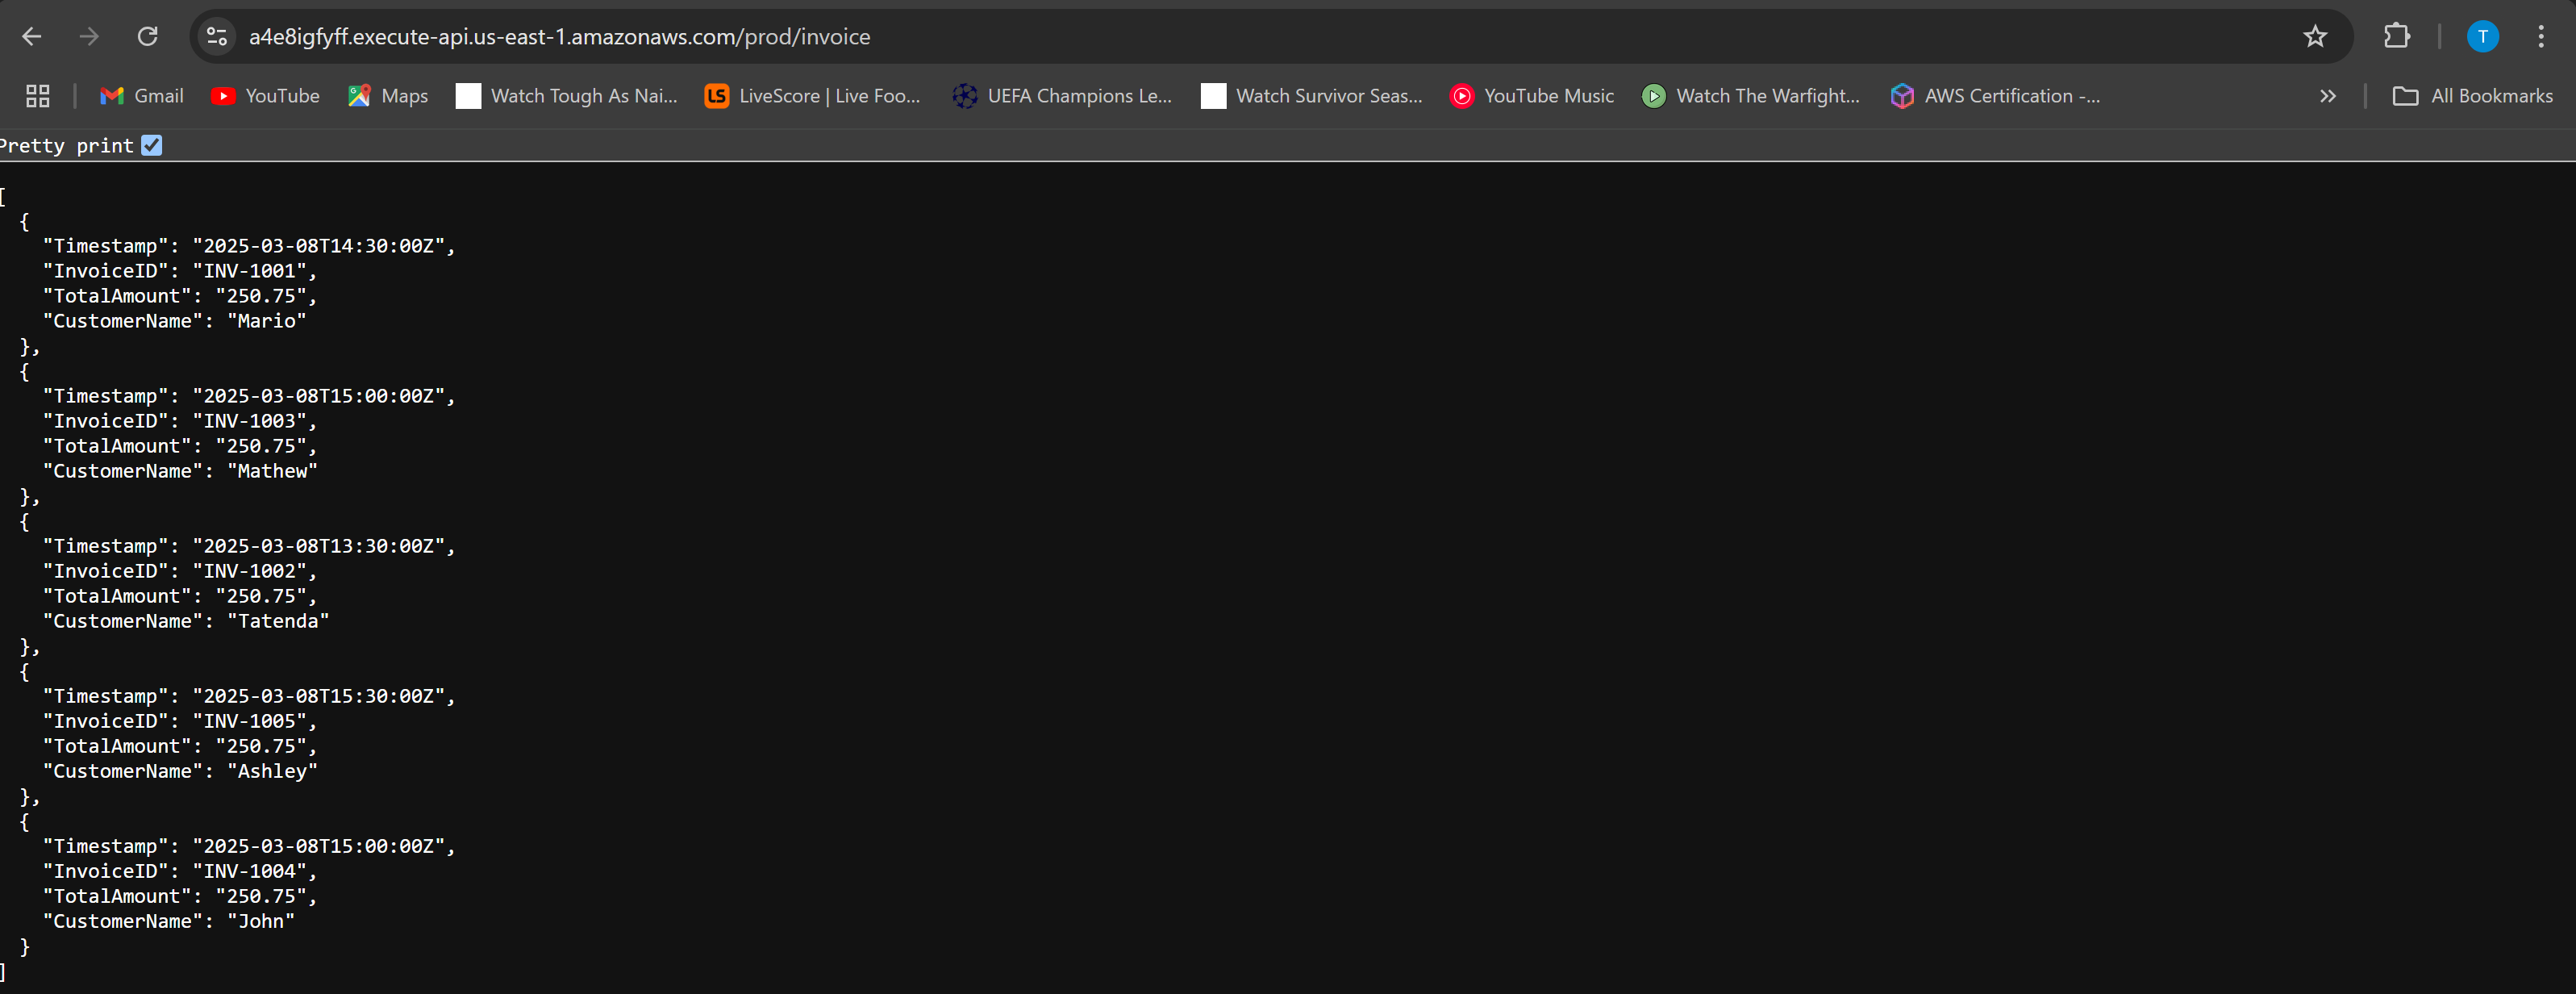 a4e8igfyff.execute-api.us-east-1.amazonaws.com/prod/invoice
T
Gmail
YouTube
Maps
Watch Tough As Nai...
LS
LiveScore | Live Foo...
UEFA Champions Le...
Watch Survivor Seas...
YouTube Music
Watch The Warfight...
AWS Certification -...
All Bookmarks
Pretty print
[
{
"Timestamp": "2025-03-08T14:30:00Z",
"InvoiceID": "INV-1001",
"TotalAmount": "250.75",
"CustomerName": "Mario"
},
{
"Timestamp": "2025-03-08T15:00:00Z",
"InvoiceID": "INV-1003",
"TotalAmount": "250.75",
"CustomerName": "Mathew"
},
{
"Timestamp": "2025-03-08T13:30:00Z",
"InvoiceID": "INV-1002",
"TotalAmount": "250.75",
"CustomerName": "Tatenda"
},
{
"Timestamp": "2025-03-08T15:30:00Z",
"InvoiceID": "INV-1005",
"TotalAmount": "250.75",
"CustomerName": "Ashley"
},
{
"Timestamp": "2025-03-08T15:00:00Z",
"InvoiceID": "INV-1004",
"TotalAmount": "250.75",
"CustomerName": "John"
}
]